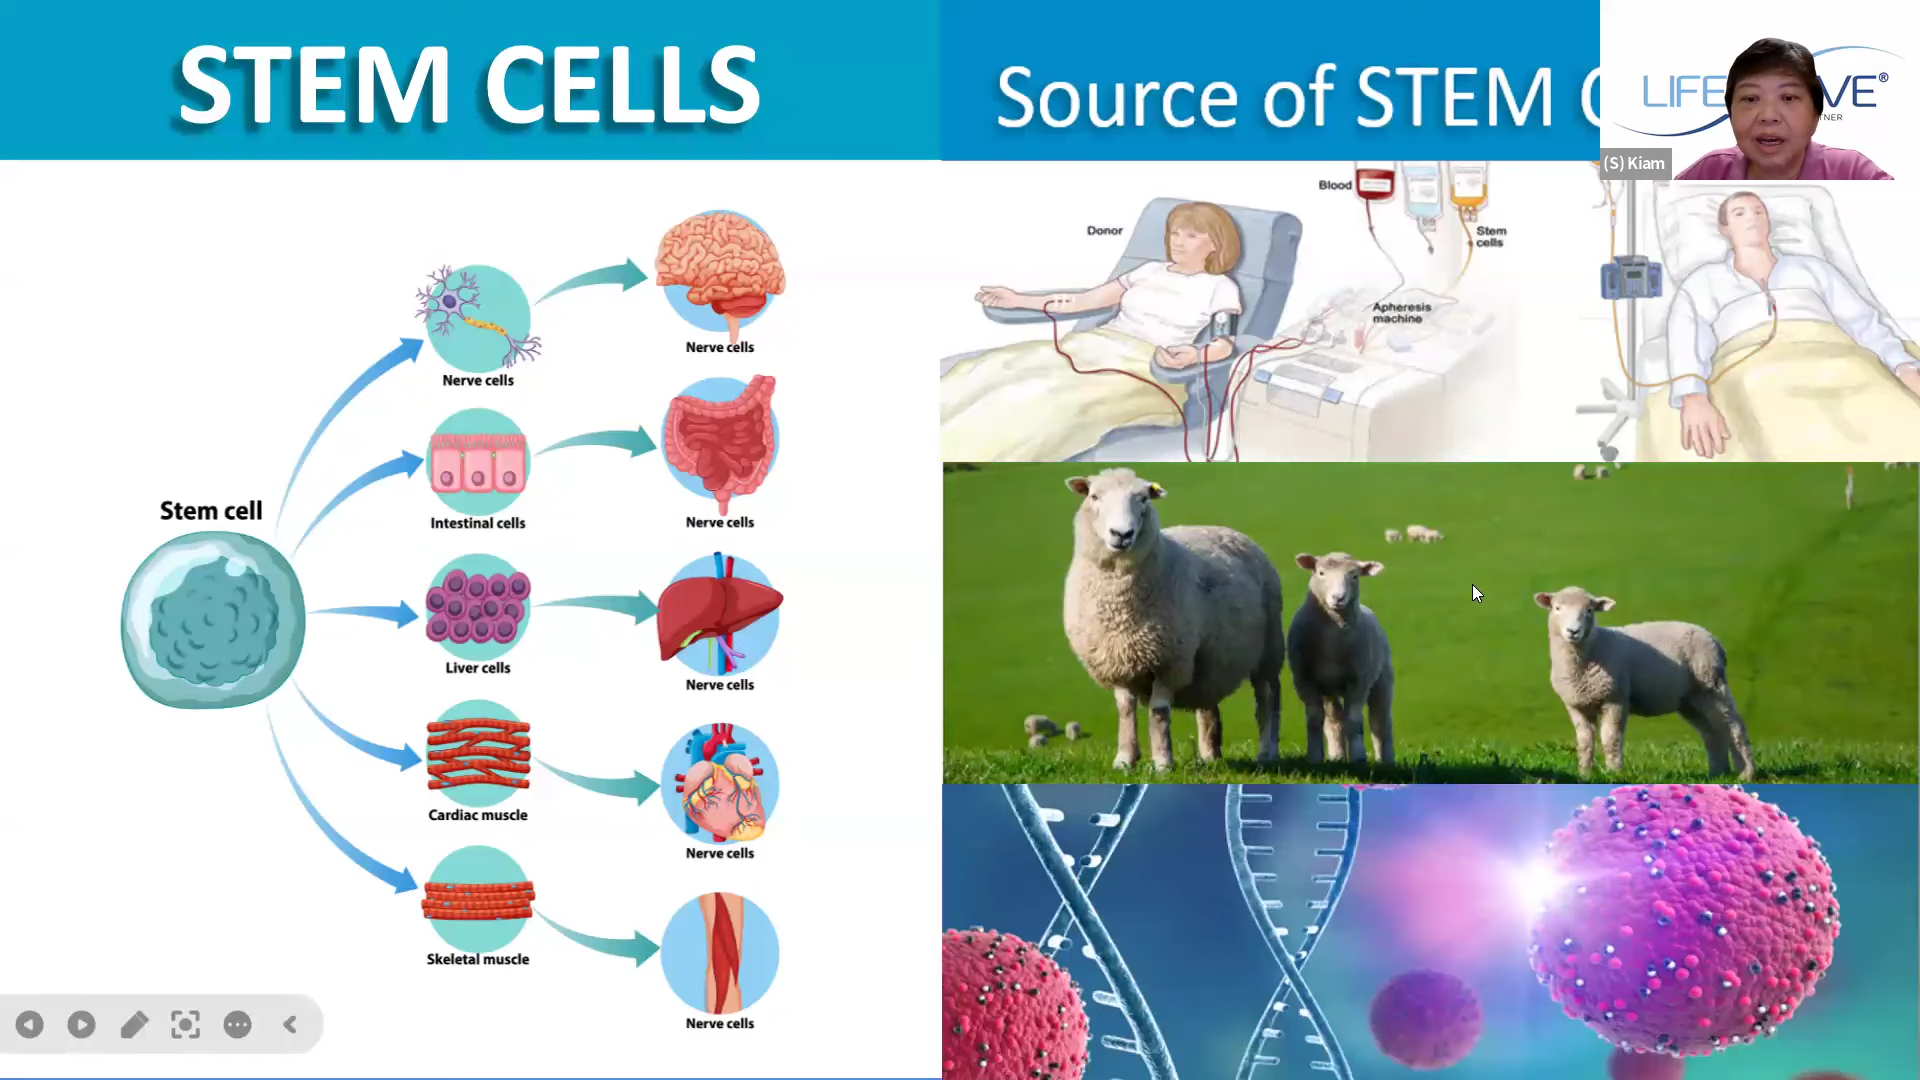 STEM CELLS
Stem cell
Nerve cells
Nerve cells
Intestinal cells
Nerve cells
Liver cells
Nerve cells
Cardiac muscle
Nerve cells
Skeletal muscle
Nerve cells
Source of STEM C
Donor
Blood
Stem
cells
Apheresis
machine
LIFE VE®
TNER
(S) Kiam